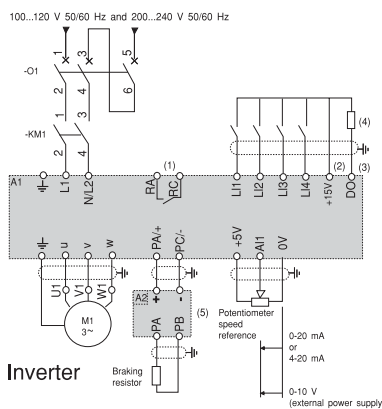 100...120 V 50/60 Hz and 200...240 V 50/60 Hz
1 3 5
-O1
2 4 6
1 3
-KM1
2 4
(4)
(1) (2) (3)
A1 L1 N/L2 RA RC LI1 LI2 LI3 LI4 +15V DO
u v w PA/+ PC/- +5V AI1 0V
U1 V1 W1
A2 + - (5)
M1
3~
PA PB
Potentiometer
speed
reference
Braking
resistor
0-20 mA
or
4-20 mA
Inverter
0-10 V
(external power supply